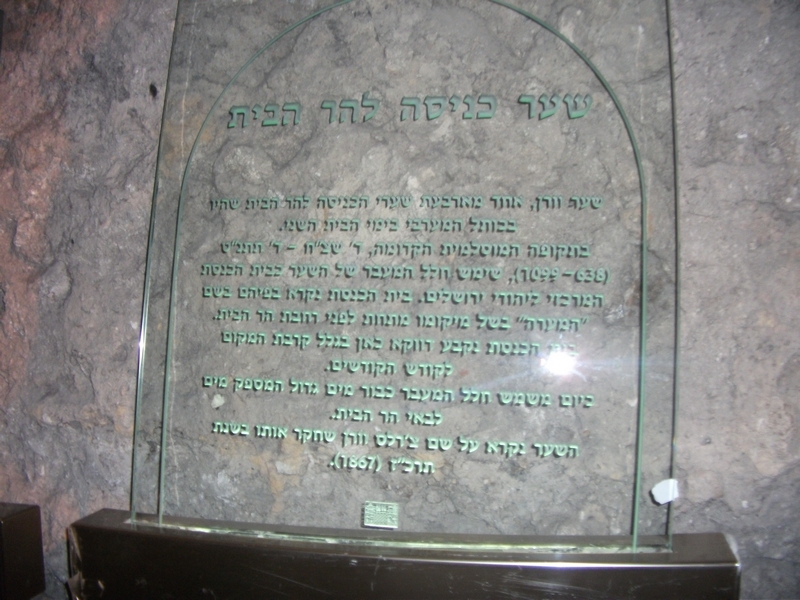 שער כניסה להר הבית
שער וורן, אחד מארבעת שערי הכניסה להר הבית שהיו
בכותל המערבי בימי הבית השני.
בתקופה המוסלמית הקדומה, ד' שצ"ח – ד' תתנ"ט
(638–1099), שימש חלל המעבר של השער כבית הכנסת
המרכזי ליהודי ירושלים. בית הכנסת נקרא בפיהם בשם
"המערה" בשל מיקומו מתחת לפני רחבת הר הבית.
בית הכנסת נקבע דווקא כאן בגלל קרבת המקום
לקודש הקודשים.
כיום משמש חלל המעבר כבור מים גדול המספק מים
לבאי הר הבית.
השער נקרא על שם צ'רלס וורן שחקר אותו בשנת
תרכ"ז (1867).